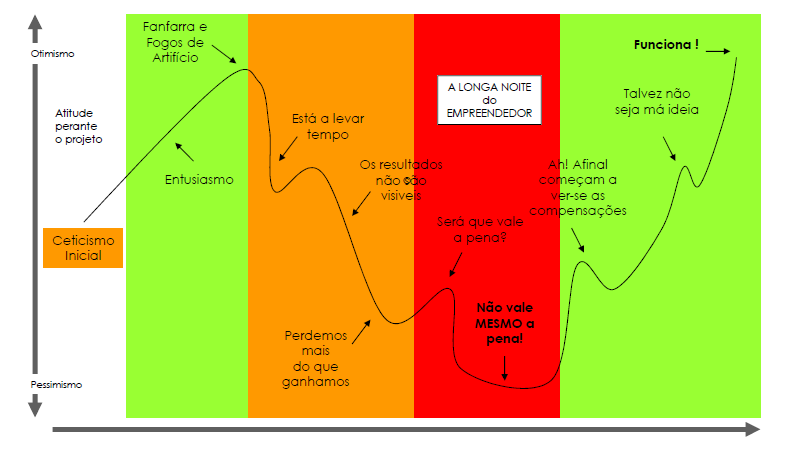 Otimismo
Atitude
perante
o projeto
Ceticismo
Inicial
Pessimismo
Fanfarra e
Fogos de
Artifício
Entusiasmo
Está a levar
tempo
Os resultados
não são
visíveis
Perdemos
mais
do que
ganhamos
A LONGA NOITE
do
EMPREENDEDOR
Será que vale
a pena?
Não vale
MESMO a
pena!
Ah! Afinal
começam a
ver-se as
compensações
Talvez não
seja má ideia
Funciona !